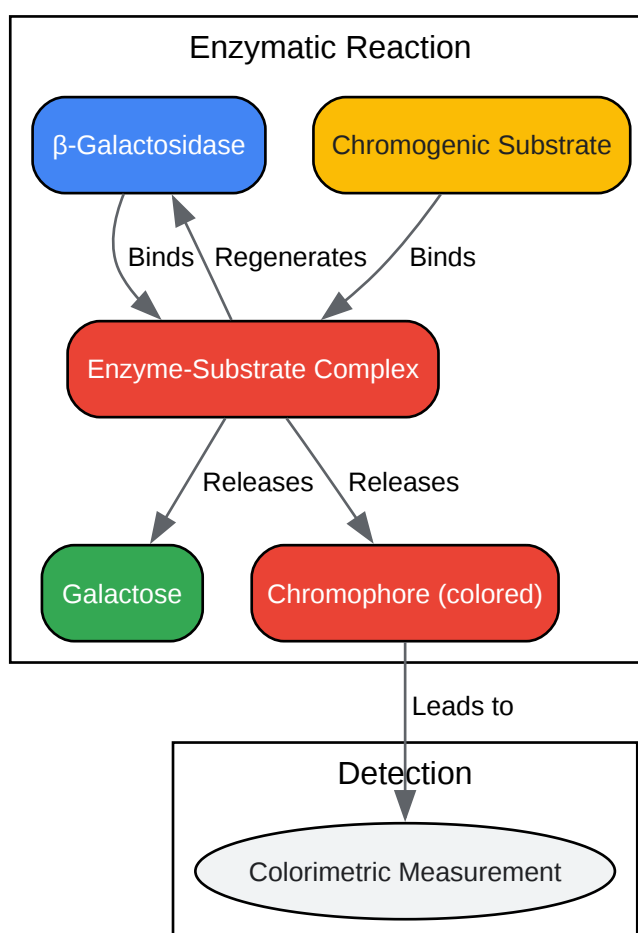 Enzymatic Reaction
β-Galactosidase
Chromogenic Substrate
Binds
Regenerates
Binds
Enzyme-Substrate Complex
Releases
Releases
Galactose
Chromophore (colored)
Leads to
Detection
Colorimetric Measurement